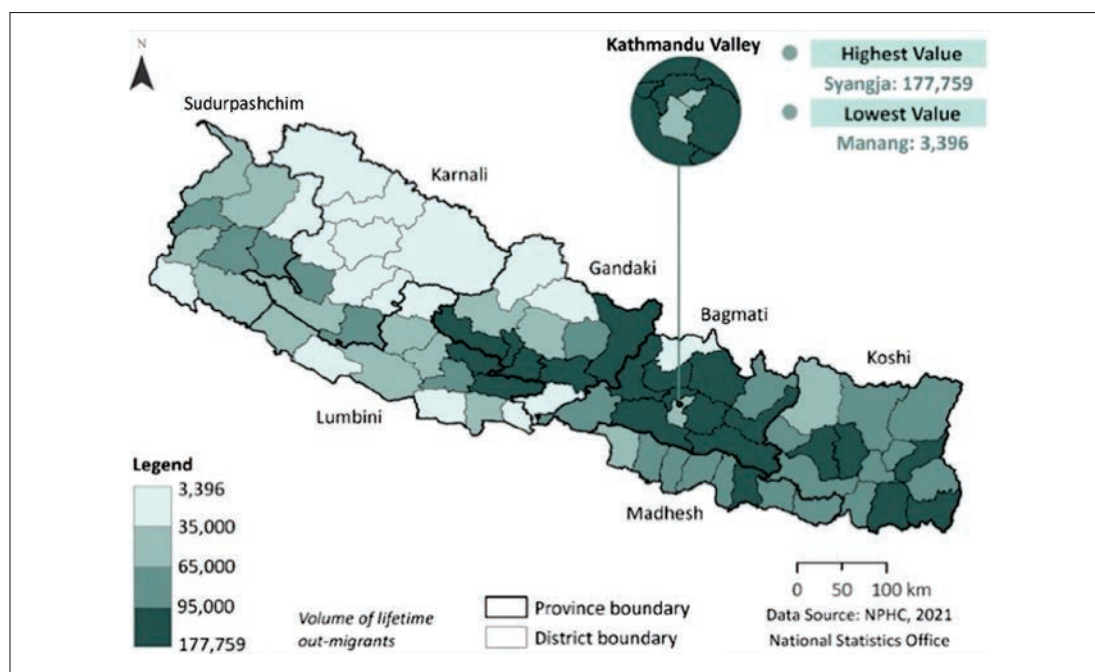 N
Kathmandu Valley
Highest Value
Syangja: 177,759
Lowest Value
Manang: 3,396
Sudurpashchim
Karnali
Gandaki
Bagmati
Koshi
Lumbini
Madhesh
Legend
3,396
35,000
65,000
95,000
177,759
Volume of lifetime
out-migrants
Province boundary
District boundary
0 50 100 km
Data Source: NPHC, 2021
National Statistics Office